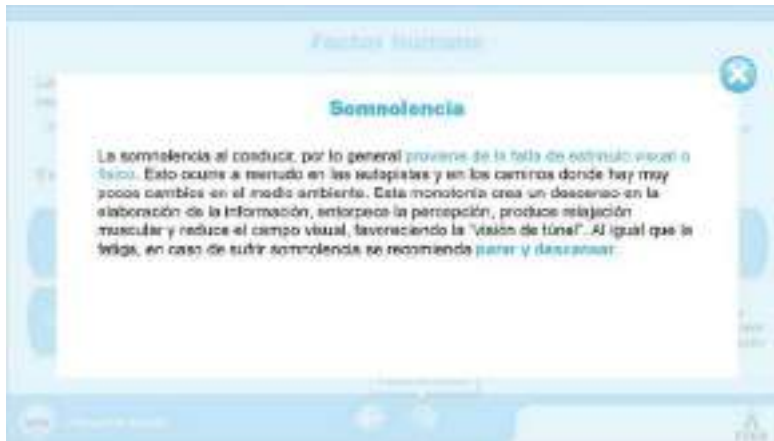 Factor humano
Somnolencia
La somnolencia al conducir, por lo general proviene de la falta de estímulo visual o
físico. Esto ocurre a menudo en las autopistas y en los caminos donde hay muy
pocos cambios en el medio ambiente. Esta monotonía crea un descenso en la
elaboración de la información, entorpece la percepción, produce relajación
muscular y reduce el campo visual, favoreciendo la "visión de túnel". Al igual que la
fatiga, en caso de sufrir somnolencia se recomienda parar y descansar.